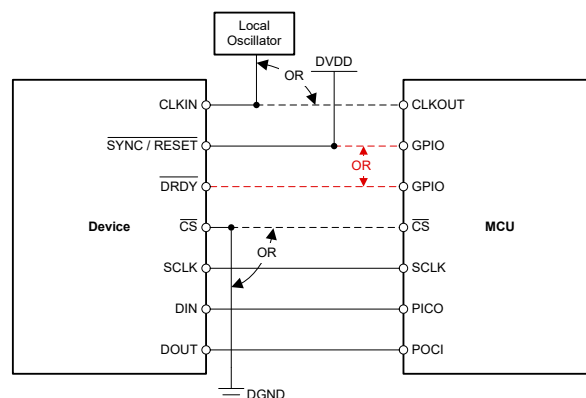 Local
Oscillator
DVDD
OR
CLKIN
CLKOUT
SYNC / RESET
GPIO
OR
DRDY
GPIO
Device
CS
CS
MCU
OR
SCLK
SCLK
DIN
PICO
DOUT
POCI
DGND